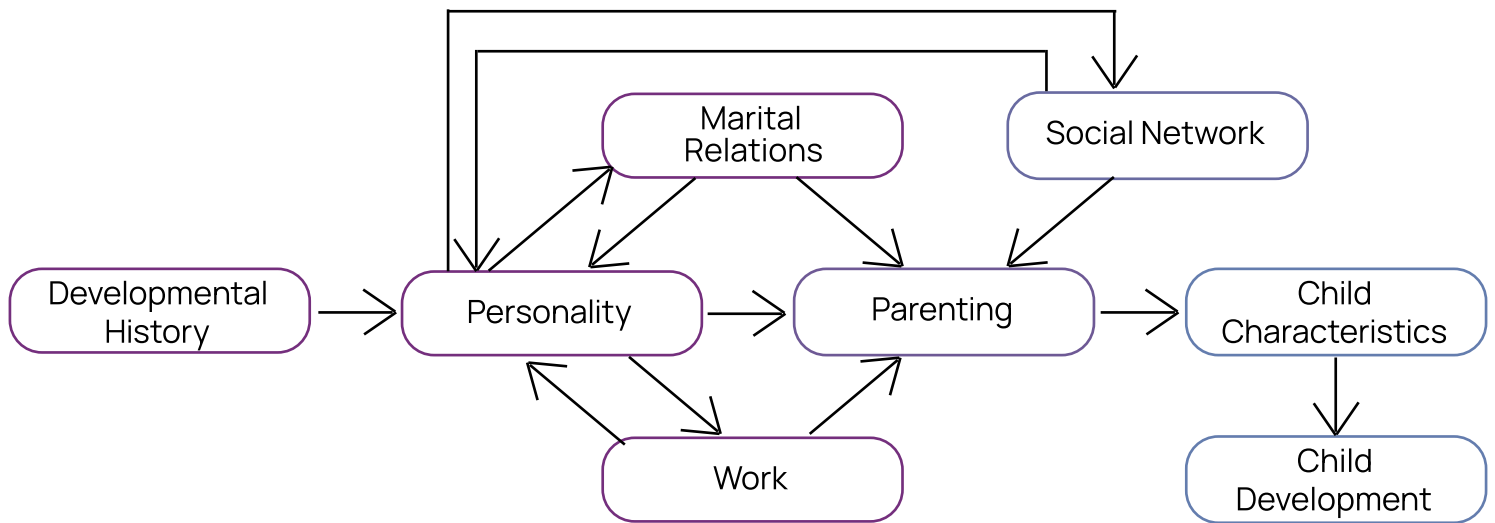 Marital
Relations
Social Network
Developmental
History
Personality
Parenting
Child
Characteristics
Work
Child
Development